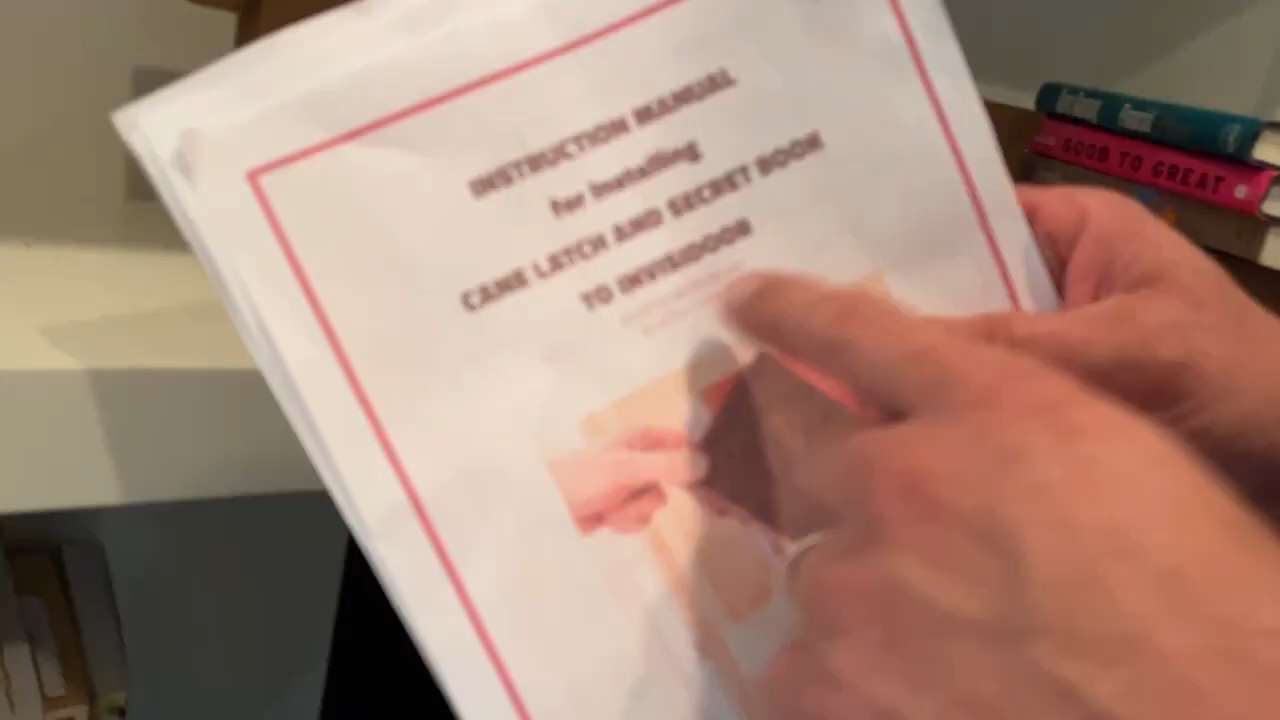 INSTRUCTION MANUAL
for Installing
CANE LATCH AND SECRET BOOK
TO INVISIDOOR
GOOD TO GREAT